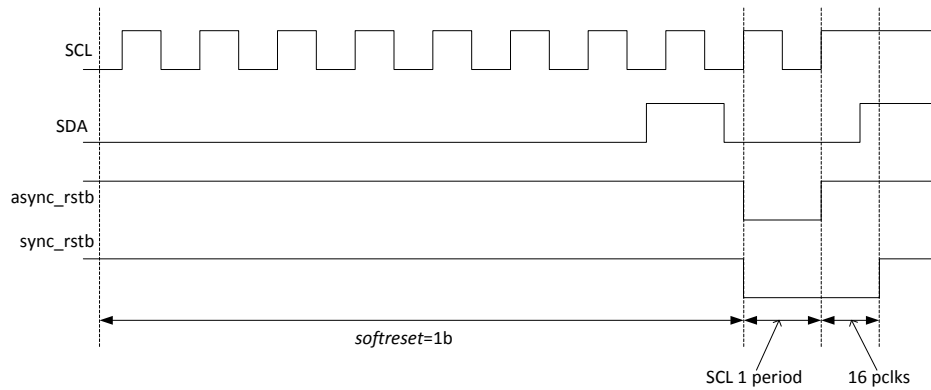 SCL
SDA
async_rstb
sync_rstb
softreset=1b
SCL 1 period
16 pclks